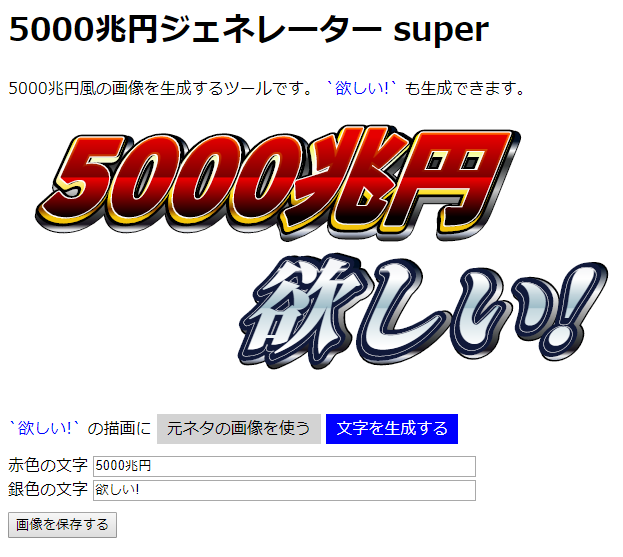 5000兆円ジェネレーター super
5000兆円風の画像を生成するツールです。 `欲しい!` も生成できます。
5000兆円
欲しい!
`欲しい!` の描画に 元ネタの画像を使う 文字を生成する
赤色の文字 5000兆円
銀色の文字 欲しい!
画像を保存する